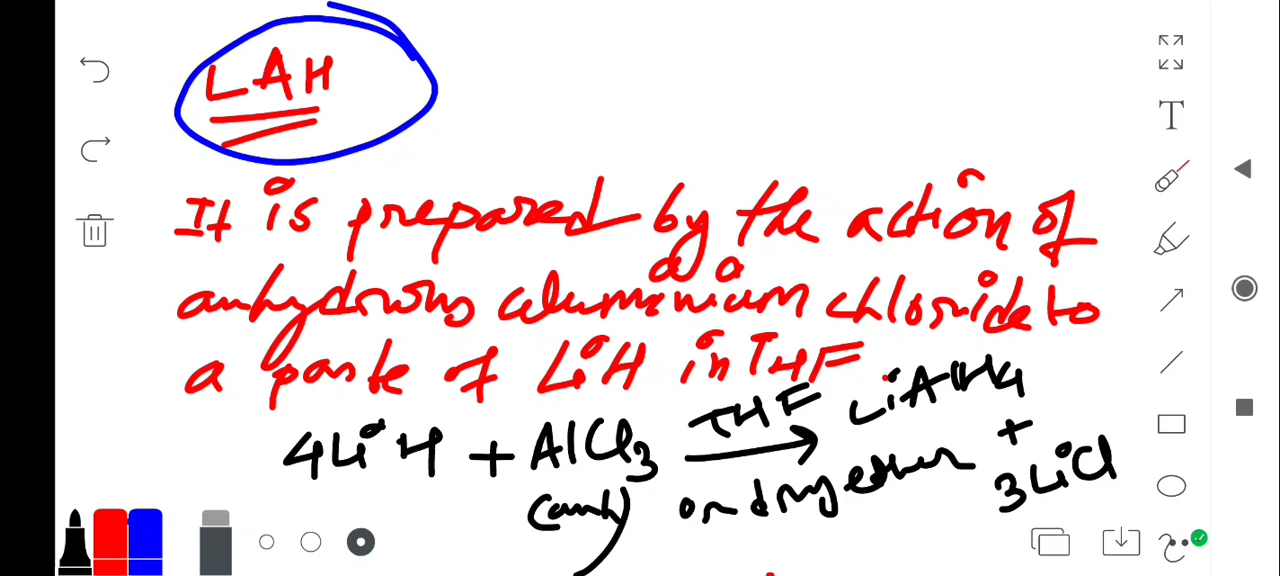 LAH
It is prepared by the action of
anhydrous aluminium chloride to
a paste of LiH in THF.
4LiH + AlCl3 THF LiAlH4
(anh) or dry ether + 3LiCl
T